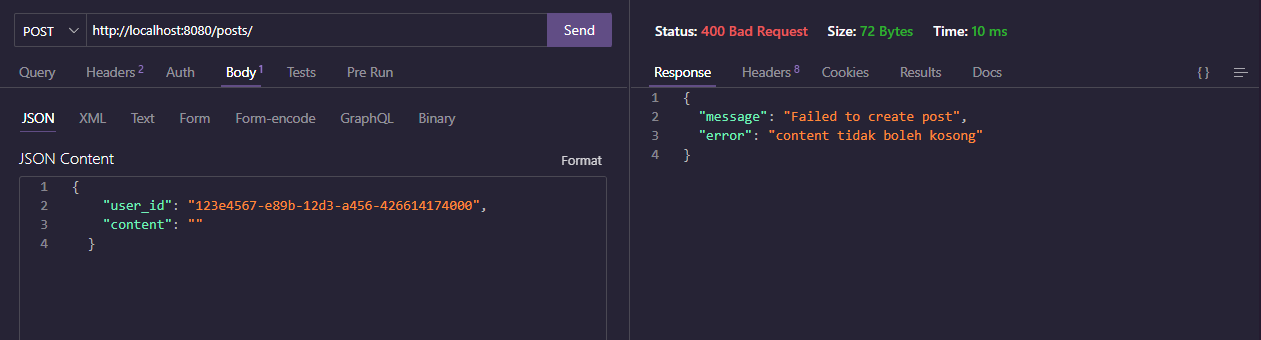 POST http://localhost:8080/posts/ Send
Query Headers 2 Auth Body 1 Tests Pre Run
JSON XML Text Form Form-encode GraphQL Binary
JSON Content Format
1 {
2 "user_id": "123e4567-e89b-12d3-a456-426614174000",
3 "content": ""
4 }
Status: 400 Bad Request Size: 72 Bytes Time: 10 ms
Response Headers 8 Cookies Results Docs { }
1 {
2 "message": "Failed to create post",
3 "error": "content tidak boleh kosong"
4 }